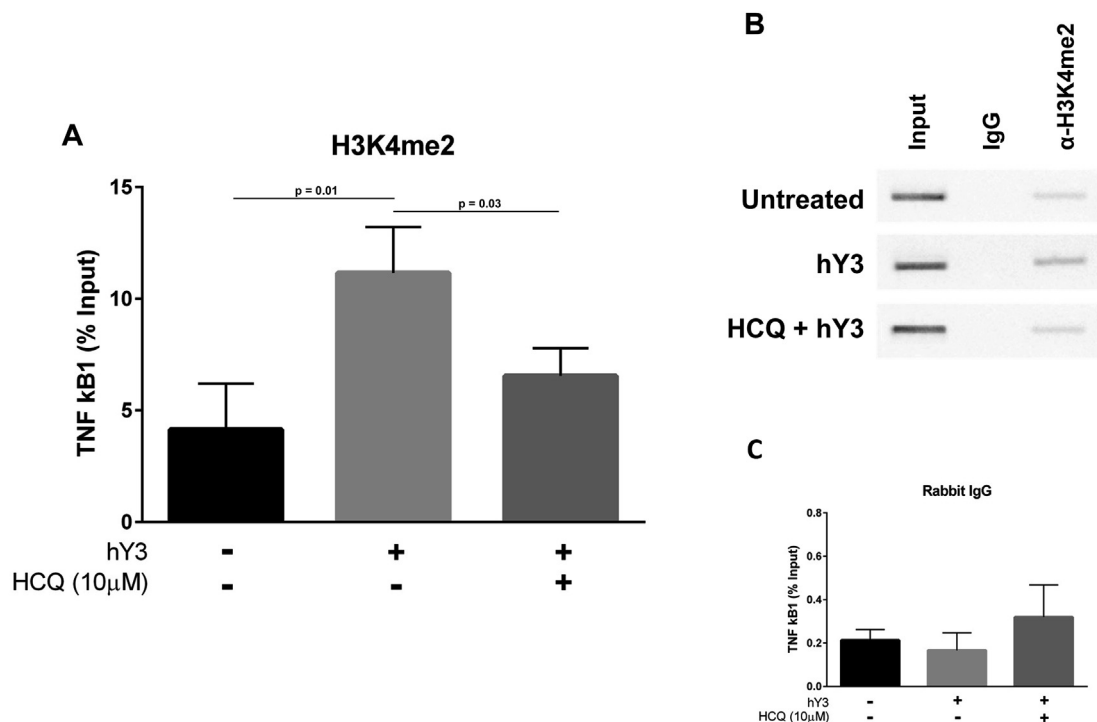 A
H3K4me2
TNF kB1 (% Input)
15
10
5
0
p = 0.01
p = 0.03
hY3 - + +
HCQ (10μM) - - +
B
Input IgG α-H3K4me2
Untreated
hY3
HCQ + hY3
C
Rabbit IgG
TNF kB1 (% Input)
0.8
0.6
0.4
0.2
0.0
hY3 - + +
HCQ (10μM) - - +